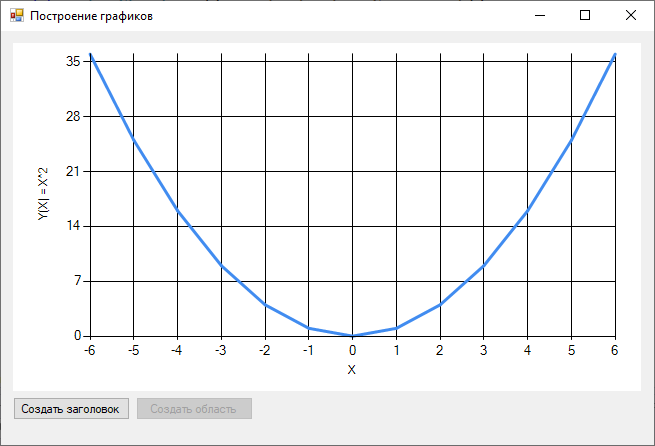 Построение графиков
35
28
21
14
7
0
Y(X| = X^2
-6 -5 -4 -3 -2 -1 0 1 2 3 4 5 6
X
Создать заголовок Создать область